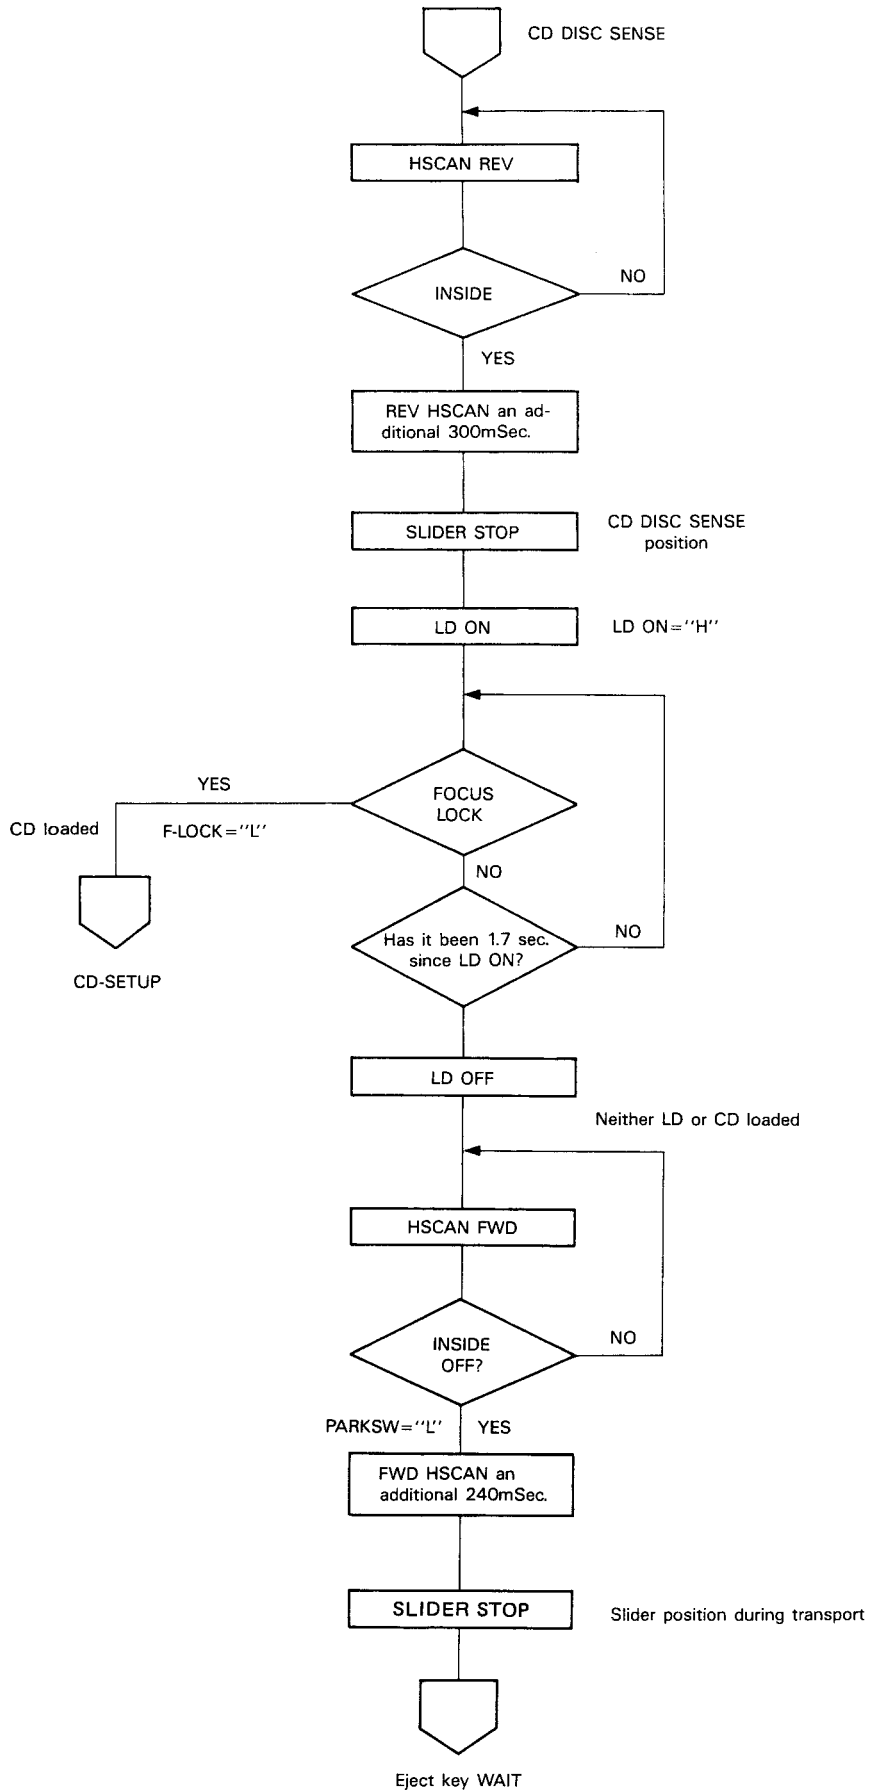 CD DISC SENSE
HSCAN REV
INSIDE
NO
YES
REV HSCAN an ad-
ditional 300mSec.
SLIDER STOP
CD DISC SENSE
position
LD ON
LD ON=''H''
YES
FOCUS
LOCK
CD loaded
F-LOCK=''L''
NO
Has it been 1.7 sec.
since LD ON?
NO
CD-SETUP
LD OFF
Neither LD or CD loaded
HSCAN FWD
INSIDE
OFF?
NO
PARKSW=''L''
YES
FWD HSCAN an
additional 240mSec.
SLIDER STOP
Slider position during transport
Eject key WAIT